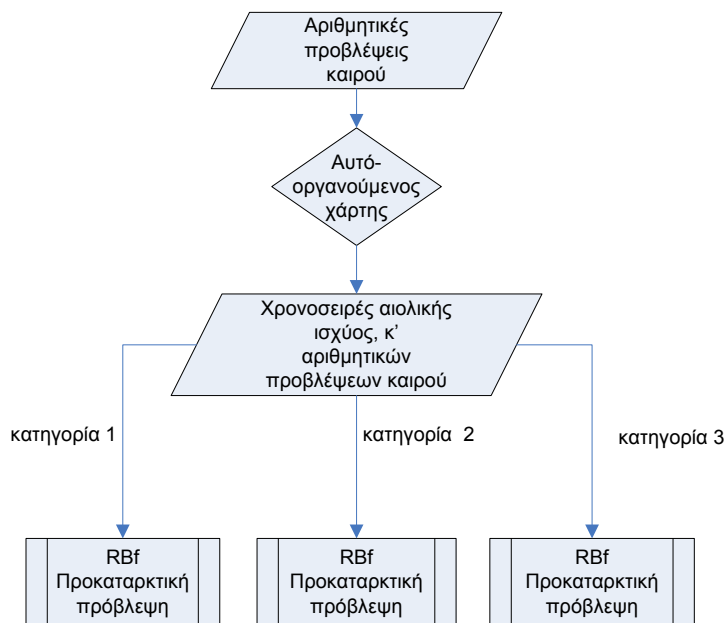 Αριθμητικές
προβλέψεις
καιρού
Αυτό-
οργανούμενος
χάρτης
Χρονοσειρές αιολικής
ισχύος, κ’
αριθμητικών
προβλέψεων καιρού
κατηγορία 1
κατηγορία 2
κατηγορία 3
RBf
Προκαταρκτική
πρόβλεψη
RBf
Προκαταρκτική
πρόβλεψη
RBf
Προκαταρκτική
πρόβλεψη